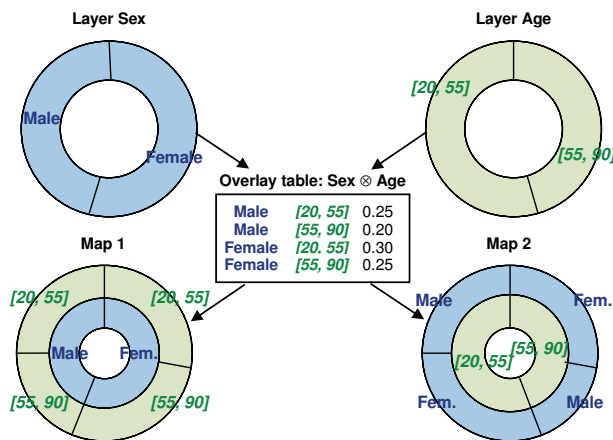 Layer Sex
Layer Age
Male
Female
[20, 55]
[55, 90]
Overlay table: Sex ⊗ Age
Male [20, 55] 0.25
Male [55, 90] 0.20
Female [20, 55] 0.30
Female [55, 90] 0.25
Map 1
[20, 55] [20, 55]
Male Fem.
[55, 90] [55, 90]
Map 2
Male Fem.
[20, 55] [55, 90]
Fem. Male